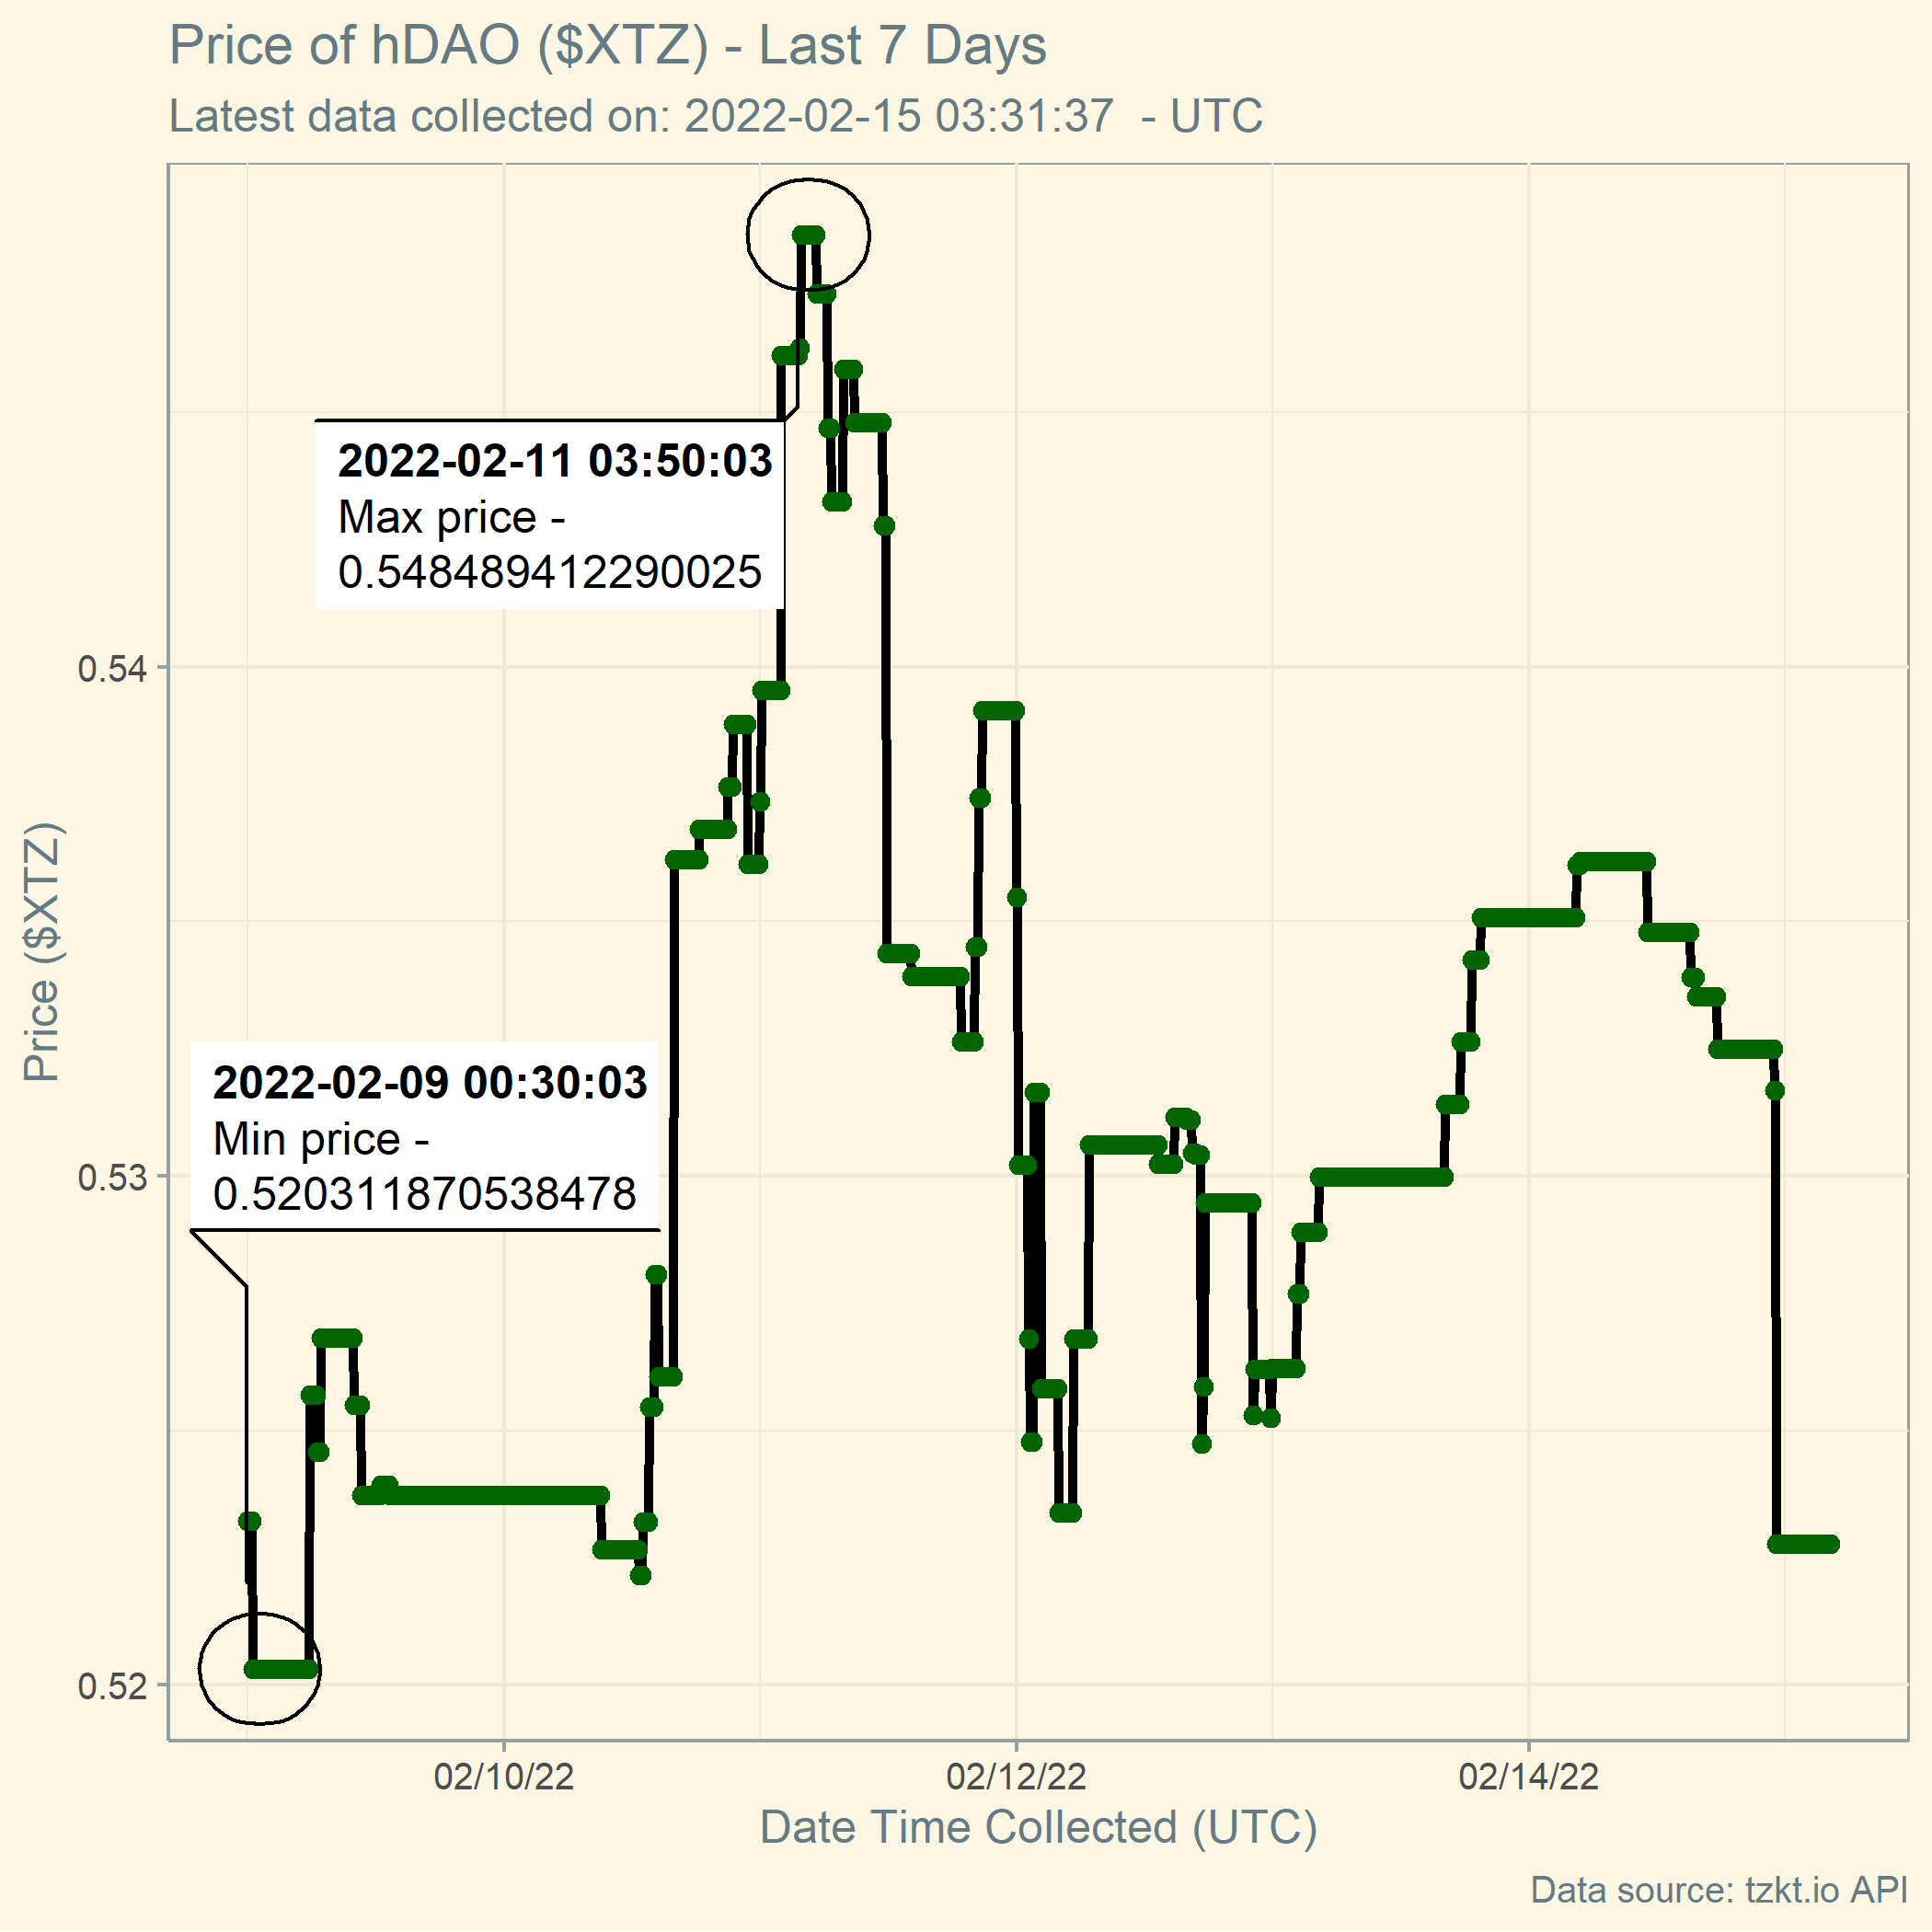 Price of hDAO ($XTZ) - Last 7 Days
Latest data collected on: 2022-02-15 03:31:37  - UTC
2022-02-11 03:50:03
Max price -
0.548489412290025
0.54
2022-02-09 00:30:03
Min price -
0.520311870538478
0.53
0.52
Price ($XTZ)
02/10/22
02/12/22
02/14/22
Date Time Collected (UTC)
Data source: tzkt.io API